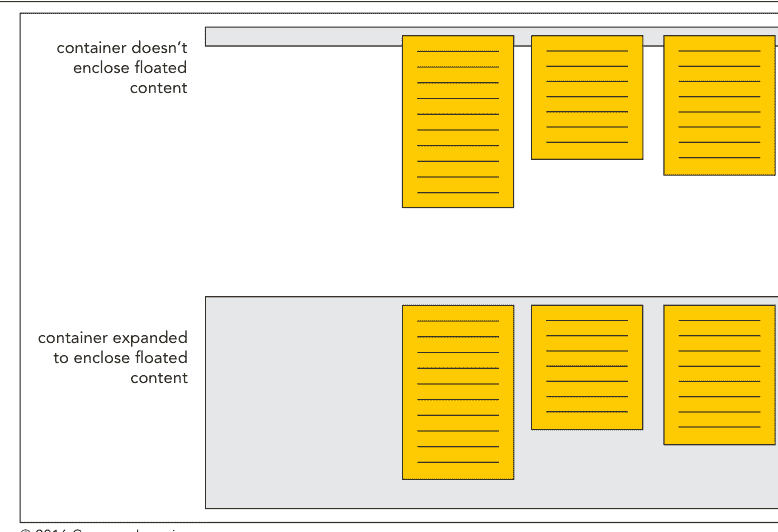 container doesn't
enclose floated
content
container expanded
to enclose floated
content